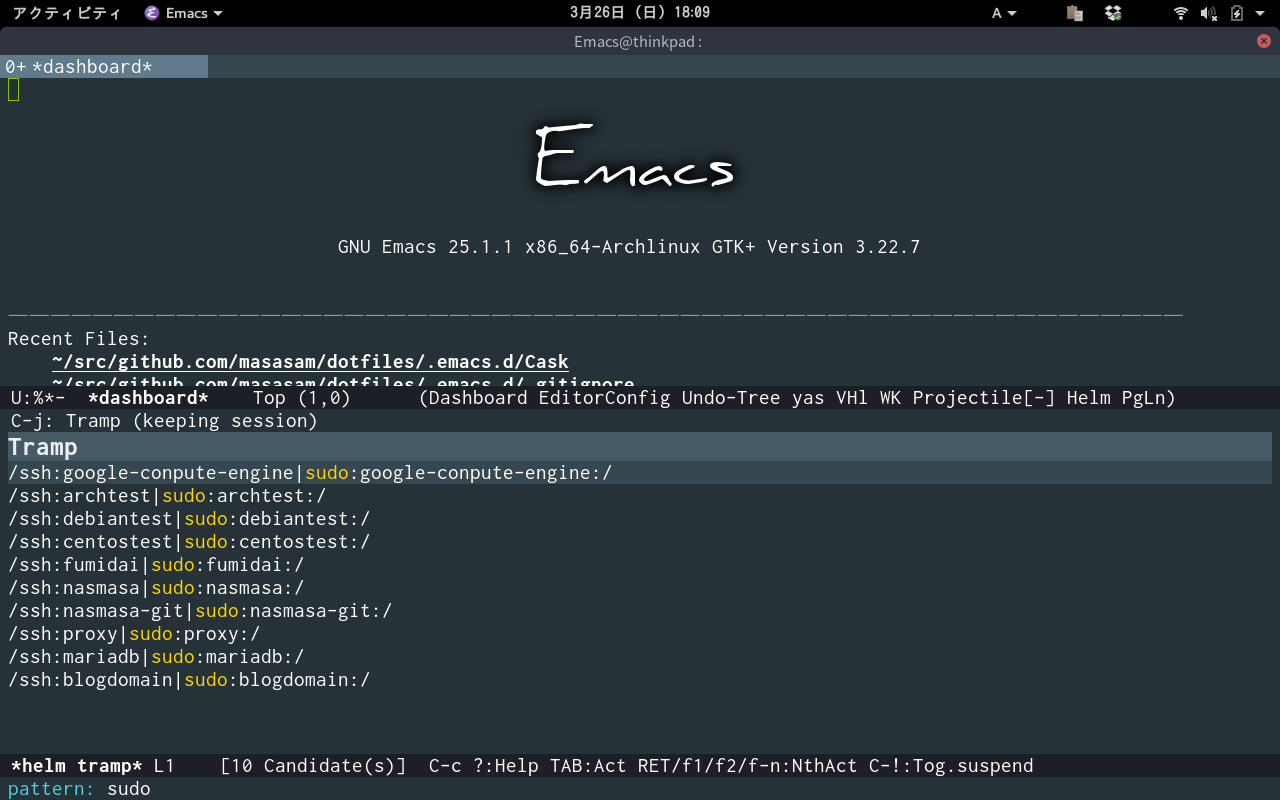 アクティビティ Emacs 3月26日 (日) 18:09 A
Emacs@thinkpad:
0+ *dashboard*
Emacs
GNU Emacs 25.1.1 x86_64-Archlinux GTK+ Version 3.22.7
Recent Files:
~/src/github.com/masasam/dotfiles/.emacs.d/Cask
~/src/github.com/masasam/dotfiles/.emacs.d/.gitignore
U:%*- *dashboard* Top (1,0) (Dashboard EditorConfig Undo-Tree yas VHl WK Projectile[-] Helm PgLn)
C-j: Tramp (keeping session)
Tramp
/ssh:google-conpute-engine|sudo:google-conpute-engine:/
/ssh:archtest|sudo:archtest:/
/ssh:debiantest|sudo:debiantest:/
/ssh:centostest|sudo:centostest:/
/ssh:fumidai|sudo:fumidai:/
/ssh:nasmasa|sudo:nasmasa:/
/ssh:nasmasa-git|sudo:nasmasa-git:/
/ssh:proxy|sudo:proxy:/
/ssh:mariadb|sudo:mariadb:/
/ssh:blogdomain|sudo:blogdomain:/
*helm tramp* L1 [10 Candidate(s)] C-c ?:Help TAB:Act RET/f1/f2/f-n:NthAct C-!:Tog.suspend
pattern: sudo